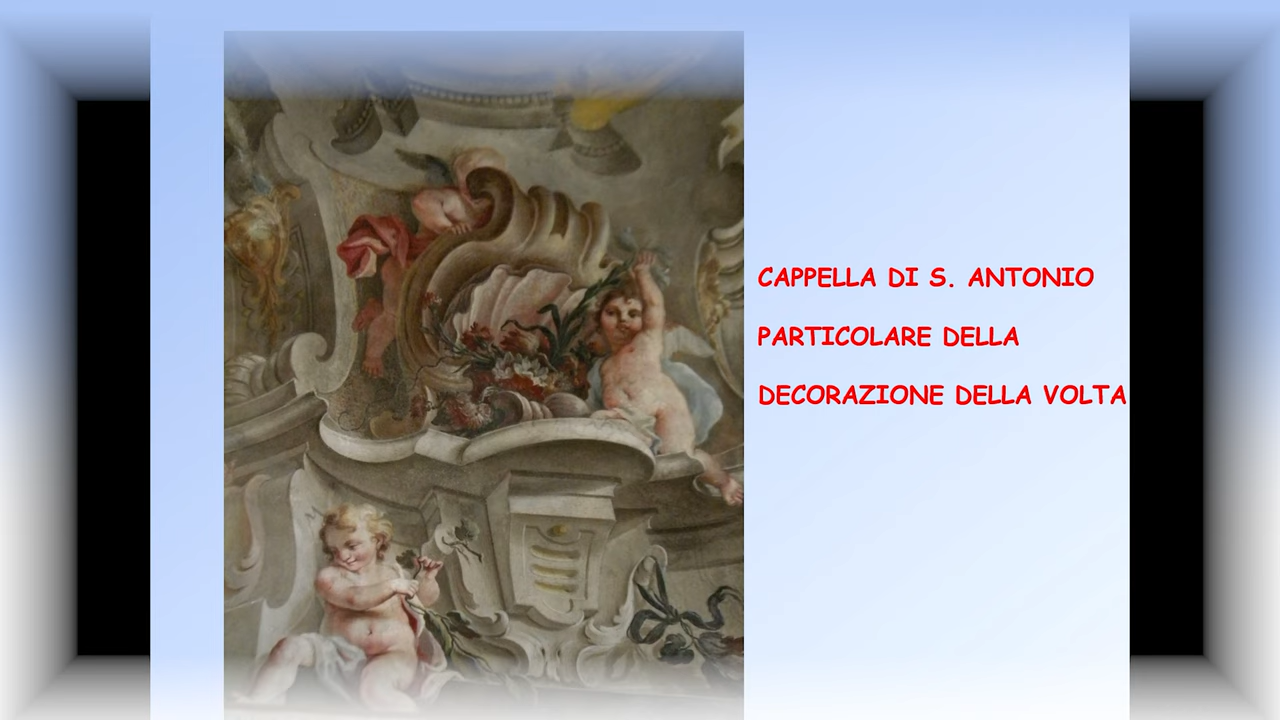 CAPPELLA DI S. ANTONIO
PARTICOLARE DELLA
DECORAZIONE DELLA VOLTA